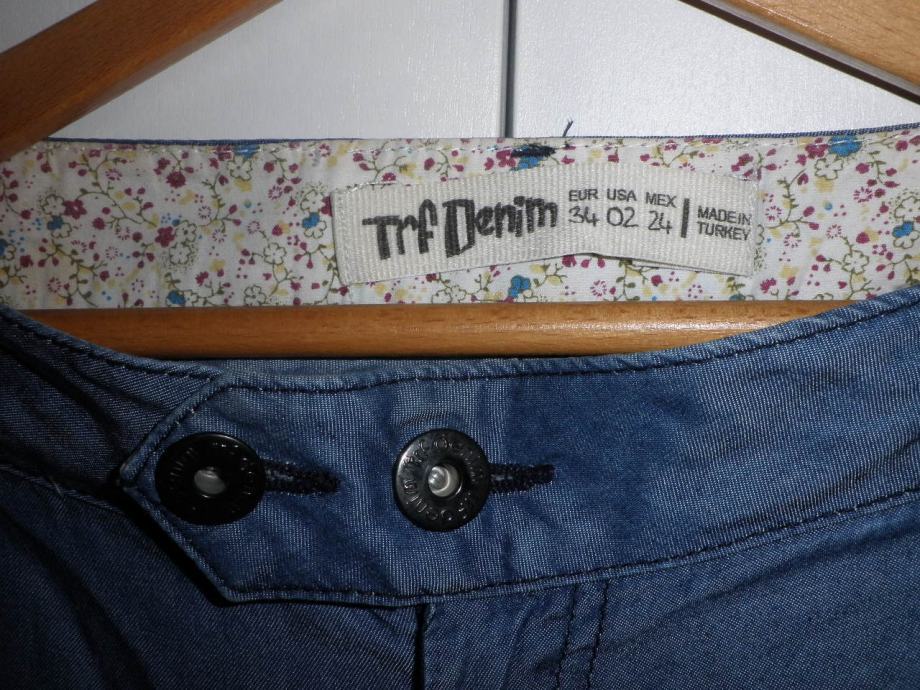 Trf Denim
EUR USA MEX
34 02 24
MADE IN
TURKEY